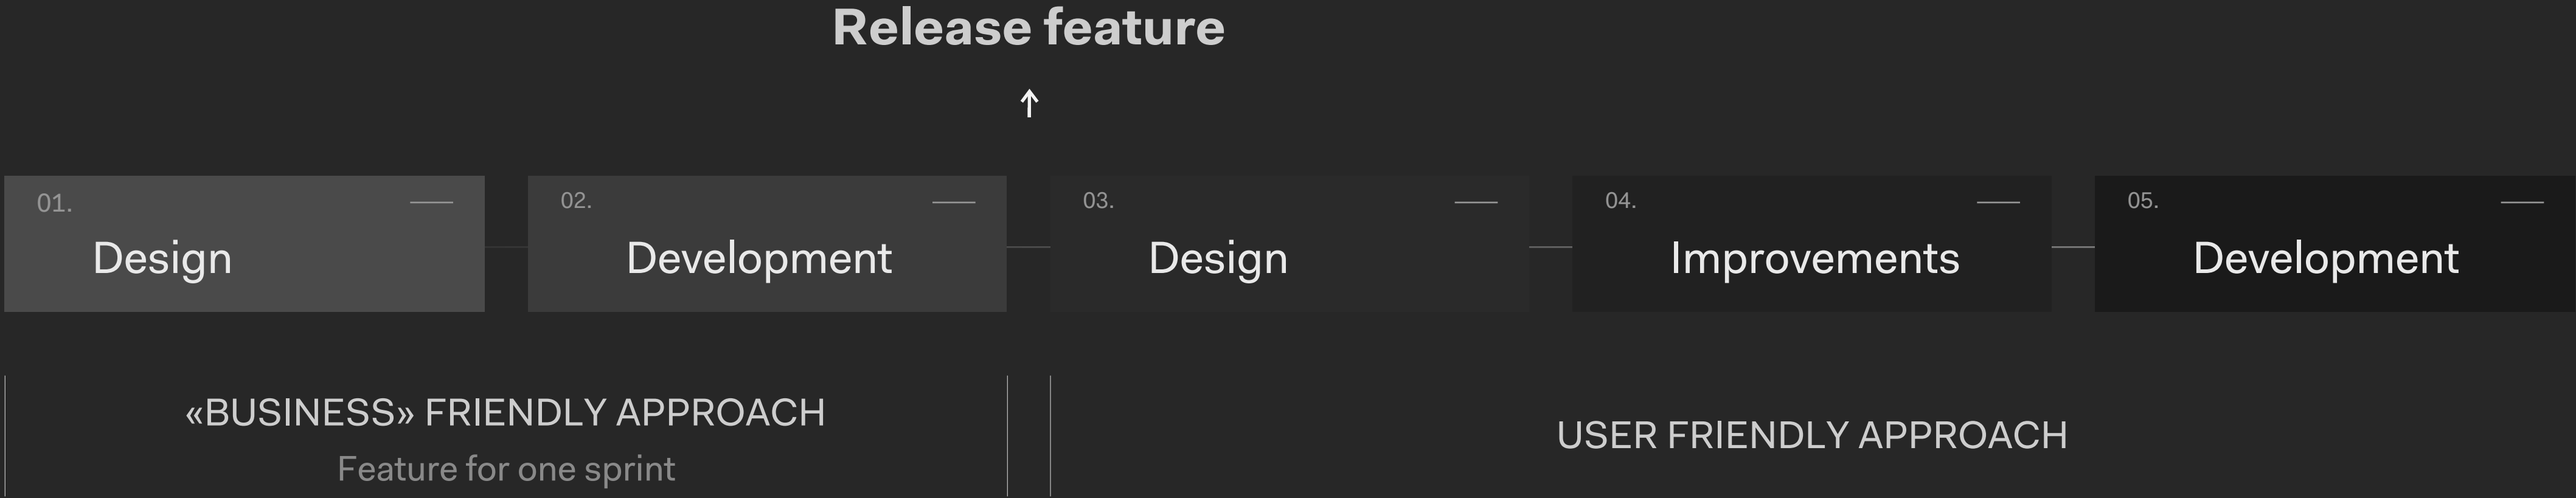 Release feature
01.
Design
02.
Development
03.
Design
04.
Improvements
05.
Development
«BUSINESS» FRIENDLY APPROACH
Feature for one sprint
USER FRIENDLY APPROACH